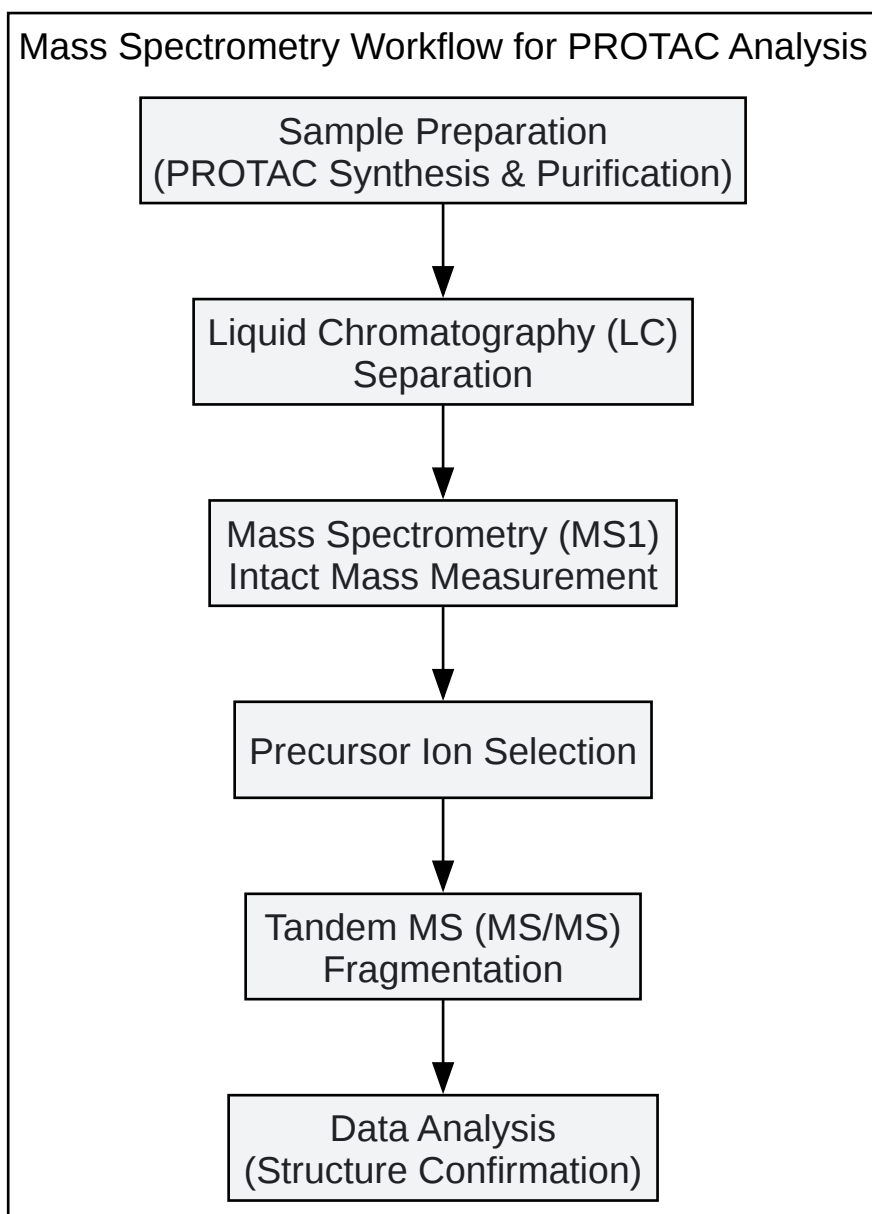 Mass Spectrometry Workflow for PROTAC Analysis
Sample Preparation
(PROTAC Synthesis & Purification)
Liquid Chromatography (LC)
Separation
Mass Spectrometry (MS1)
Intact Mass Measurement
Precursor Ion Selection
Tandem MS (MS/MS)
Fragmentation
Data Analysis
(Structure Confirmation)